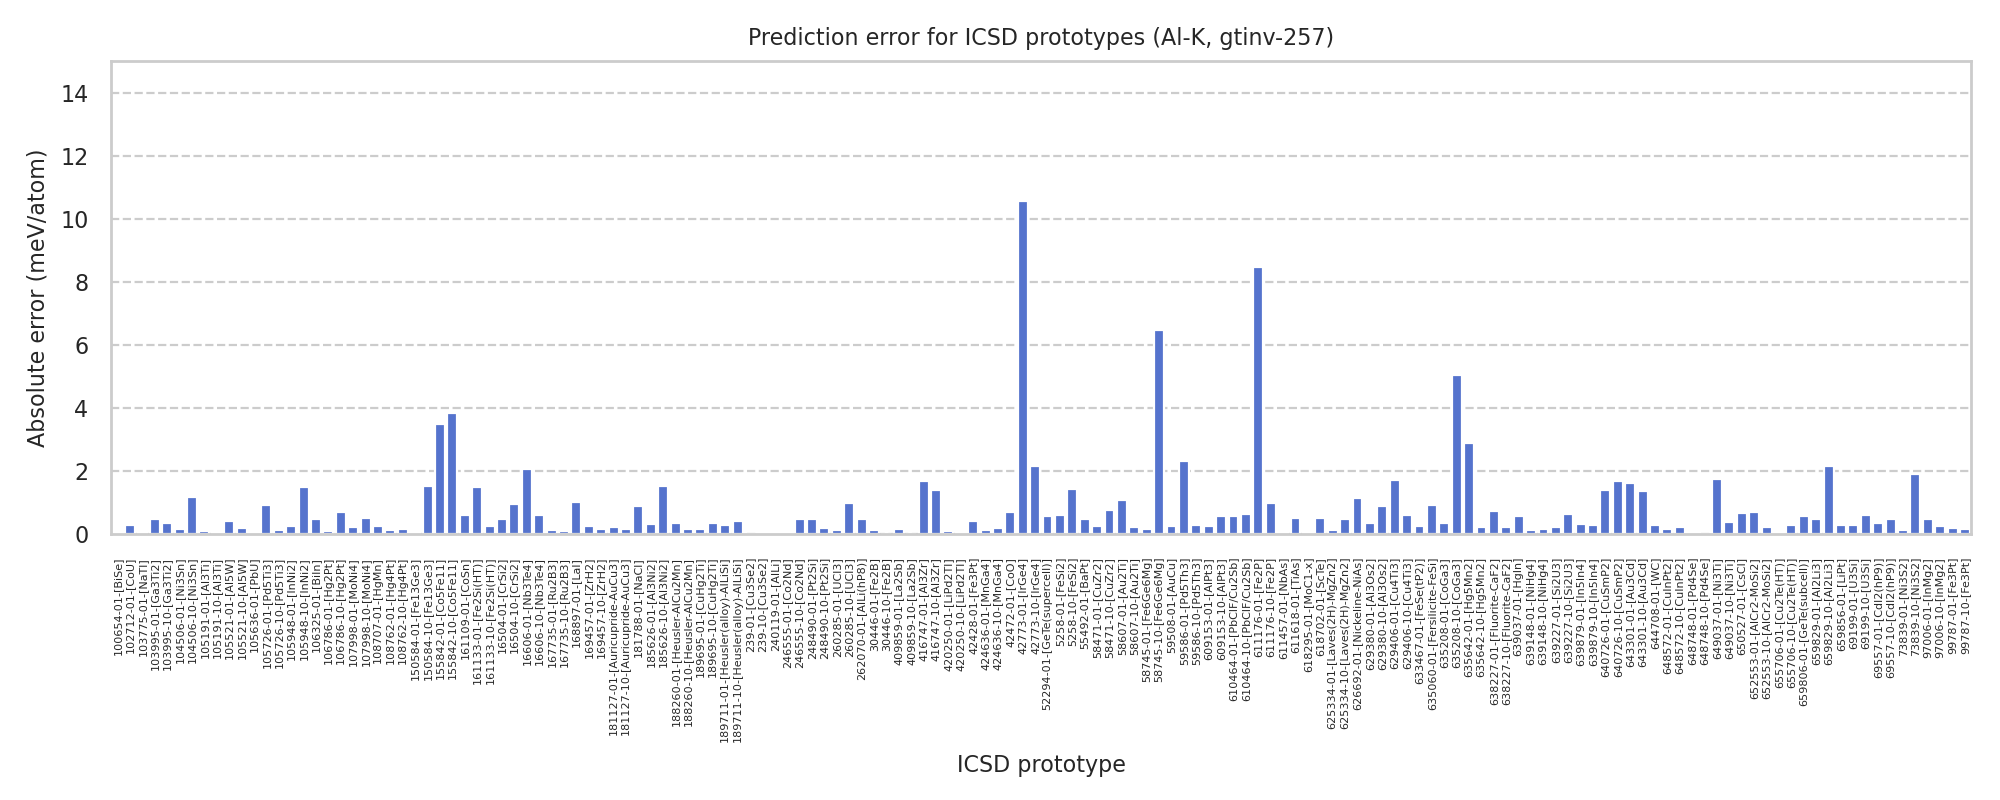 Prediction error for ICSD prototypes (Al-K, gtinv-257)
Absolute error (meV/atom)
14
12
10
8
6
4
2
0
100654-01-[BiSe]
102712-01-[CoU]
103775-01-[NaTl]
103995-01-[Ga3Ti2]
103995-10-[Ga3Ti2]
104506-01-[Ni3Sn]
104506-10-[Ni3Sn]
105191-01-[Al3Ti]
105191-10-[Al3Ti]
105521-01-[Al5W]
105521-10-[Al5W]
105636-01-[PbU]
105726-01-[Pd5Ti3]
105726-10-[Pd5Ti3]
105948-01-[InNi2]
105948-10-[InNi2]
106325-01-[BiIn]
106786-01-[Hg2Pt]
106786-10-[Hg2Pt]
107998-01-[MoNi4]
107998-10-[MoNi4]
108707-01-[HgMn]
108762-01-[Hg4Pt]
108762-10-[Hg4Pt]
150584-01-[Fe13Ge3]
150584-10-[Fe13Ge3]
155842-01-[Co5Fe11]
155842-10-[Co5Fe11]
161109-01-[CoSn]
161133-01-[Fe2Si(HT)]
161133-10-[Fe2Si(HT)]
16504-01-[CrSi2]
16504-10-[CrSi2]
16606-01-[Nb3Te4]
16606-10-[Nb3Te4]
167735-01-[Ru2B3]
167735-10-[Ru2B3]
168897-01-[LaI]
169457-01-[ZrH2]
169457-10-[ZrH2]
181127-01-[Auricupride-AuCu3]
181127-10-[Auricupride-AuCu3]
181788-01-[NaCl]
185626-01-[Al3Ni2]
185626-10-[Al3Ni2]
188260-01-[Heusler-AlCu2Mn]
188260-10-[Heusler-AlCu2Mn]
189695-01-[CuHg2Ti]
189695-10-[CuHg2Ti]
189711-01-[Heusler(alloy)-AlLiSi]
189711-10-[Heusler(alloy)-AlLiSi]
239-01-[Cu3Se2]
239-10-[Cu3Se2]
240119-01-[AlLi]
246555-01-[Co2Nd]
246555-10-[Co2Nd]
248490-01-[Pt2Si]
248490-10-[Pt2Si]
260285-01-[UCl3]
260285-10-[UCl3]
262070-01-[AlLi(hP8)]
30446-01-[Fe2B]
30446-10-[Fe2B]
409859-01-[La2Sb]
409859-10-[La2Sb]
416747-01-[Al3Zr]
416747-10-[Al3Zr]
420250-01-[LiPd2Tl]
420250-10-[LiPd2Tl]
42428-01-[Fe3Pt]
424636-01-[MnGa4]
424636-10-[MnGa4]
42472-01-[CoO]
42773-01-[IrGe4]
42773-10-[IrGe4]
52294-01-[GeTe(supercell)]
5258-01-[FeSi2]
5258-10-[FeSi2]
55492-01-[BaPt]
58471-01-[CuZr2]
58471-10-[CuZr2]
58607-01-[Au2Ti]
58607-10-[Au2Ti]
58745-01-[Fe6Ge6Mg]
58745-10-[Fe6Ge6Mg]
59508-01-[AuCu]
59586-01-[Pd5Th3]
59586-10-[Pd5Th3]
609153-01-[AlPt3]
609153-10-[AlPt3]
610464-01-[PbClF/Cu2Sb]
610464-10-[PbClF/Cu2Sb]
611176-01-[Fe2P]
611176-10-[Fe2P]
611457-01-[NbAs]
611618-01-[TiAs]
618295-01-[MoC1-x]
618702-01-[ScTe]
625334-01-[Laves(2H)-MgZn2]
625334-10-[Laves(2H)-MgZn2]
626692-01-[Nickeline-NiAs]
629380-01-[Al3Os2]
629380-10-[Al3Os2]
629406-01-[Cu4Ti3]
629406-10-[Cu4Ti3]
633467-01-[FeSe(tP2)]
635060-01-[Fersilicite-FeSi]
635208-01-[CoGa3]
635208-10-[CoGa3]
635642-01-[Hg5Mn2]
635642-10-[Hg5Mn2]
638227-01-[Fluorite-CaF2]
638227-10-[Fluorite-CaF2]
639037-01-[HgIn]
639148-01-[NiHg4]
639148-10-[NiHg4]
639227-01-[Si2U3]
639227-10-[Si2U3]
639879-01-[In5In4]
639879-10-[In5In4]
640726-01-[CuSmP2]
640726-10-[CuSmP2]
643301-01-[Au3Cd]
643301-10-[Au3Cd]
644708-01-[WC]
648572-01-[CuInPt2]
648572-10-[CuInPt2]
648748-01-[Pd4Se]
648748-10-[Pd4Se]
649037-01-[Ni3Ti]
649037-10-[Ni3Ti]
650527-01-[CsCl]
652553-01-[AlCr2-MoSi2]
652553-10-[AlCr2-MoSi2]
655706-01-[Cu2Te(HT)]
655706-10-[Cu2Te(HT)]
659806-01-[GeTe(subcell)]
659829-01-[Al2Li3]
659829-10-[Al2Li3]
659856-01-[LiPt]
69199-01-[U3Si]
69199-10-[U3Si]
69557-01-[CdI2(hP9)]
69557-10-[CdI2(hP9)]
73839-01-[Ni3S2]
73839-10-[Ni3S2]
97006-01-[InMg2]
97006-10-[InMg2]
99787-01-[Fe3Pt]
99787-10-[Fe3Pt]
ICSD prototype